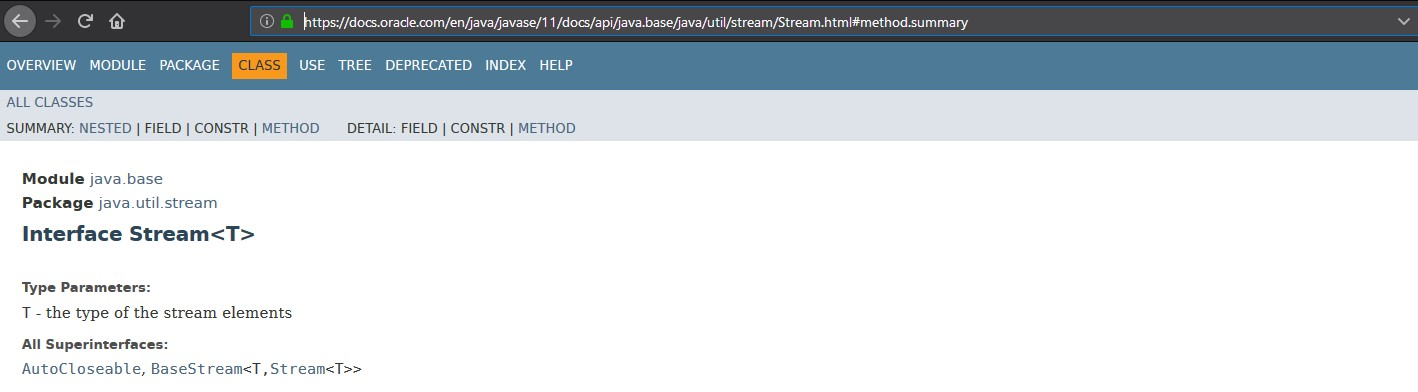 https://docs.oracle.com/en/java/javase/11/docs/api/java.base/java/util/stream/Stream.html#method.summary
OVERVIEW MODULE PACKAGE CLASS USE TREE DEPRECATED INDEX HELP
ALL CLASSES
SUMMARY: NESTED | FIELD | CONSTR | METHOD DETAIL: FIELD | CONSTR | METHOD
Module java.base
Package java.util.stream
Interface Stream<T>
Type Parameters:
T - the type of the stream elements
All Superinterfaces:
AutoCloseable, BaseStream<T,Stream<T>>